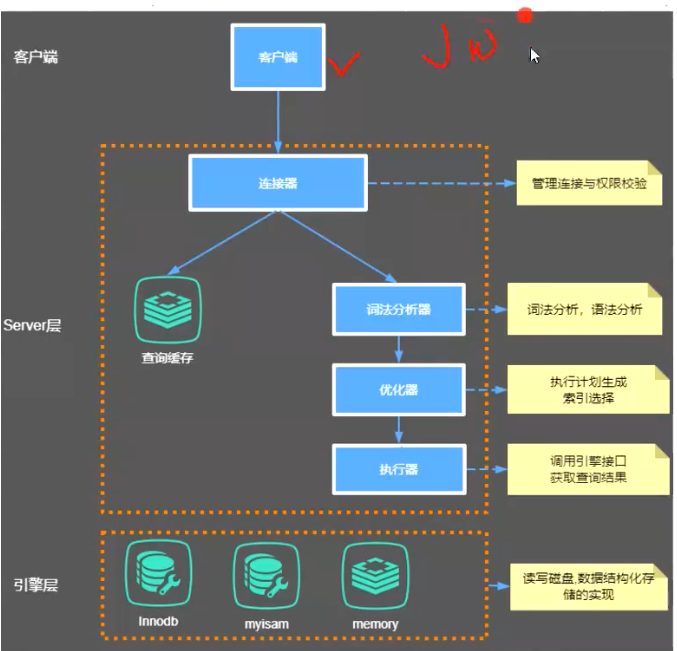 客户端
客户端
连接器
管理连接与权限校验
Server层
查询缓存
词法分析器
词法分析，语法分析
优化器
执行计划生成
索引选择
执行器
调用引擎接口
获取查询结果
引擎层
Innodb
myisam
memory
读写磁盘,数据结构化存
储的实现